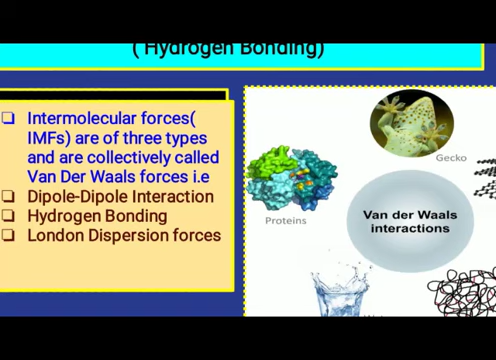 ( Hydrogen Bonding)
❑ Intermolecular forces(
IMFs) are of three types
and are collectively called
Van Der Waals forces i.e
❑ Dipole-Dipole Interaction
❑ Hydrogen Bonding
❑ London Dispersion forces
Gecko
Proteins
Van der Waals
interactions